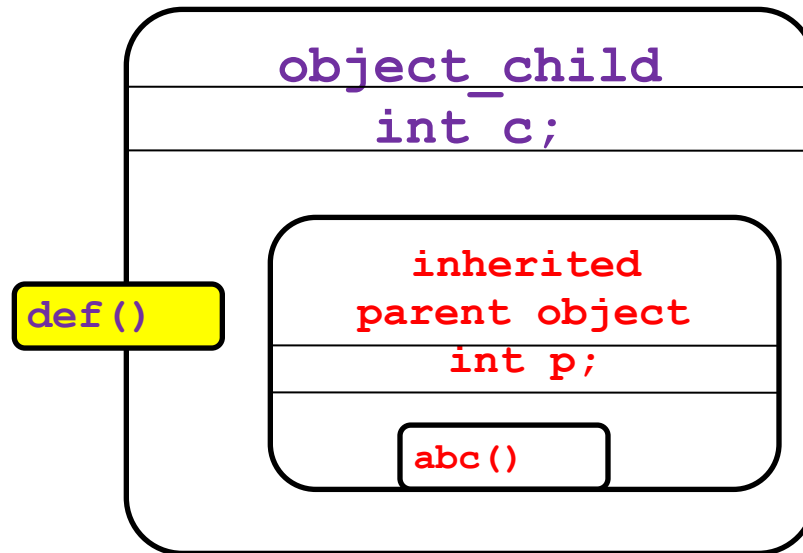 object_child
int c;
inherited
parent object
int p;
def()
abc()